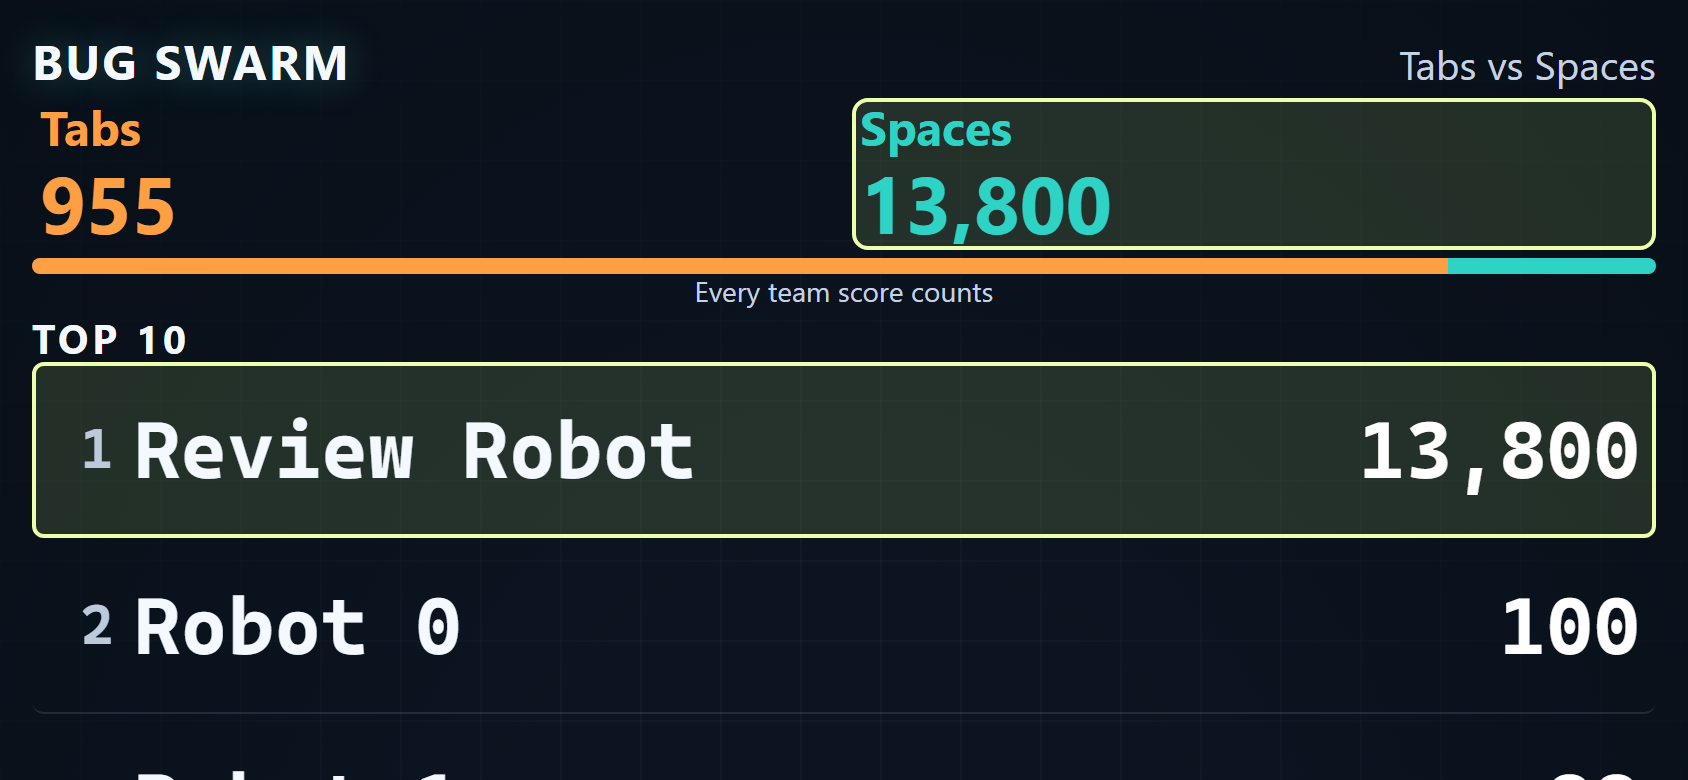 BUG SWARM
Tabs vs Spaces
Tabs
Spaces
955
13,800
Every team score counts
TOP 10
1 Review Robot 13,800
2 Robot 0 100